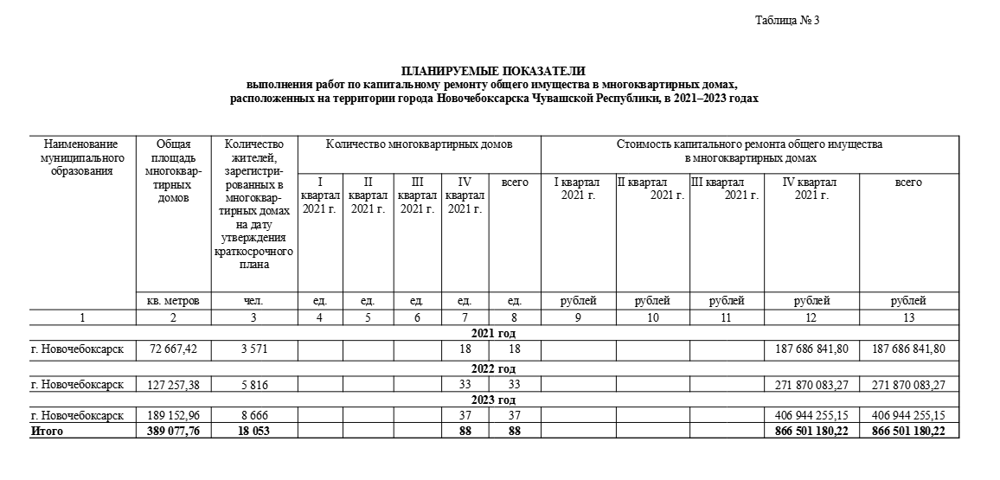 Таблица № 3
ПЛАНИРУЕМЫЕ ПОКАЗАТЕЛИ
выполнения работ по капитальному ремонту общего имущества в многоквартирных домах,
расположенных на территории города Новочебоксарска Чувашской Республики, в 2021–2023 годах
Наименование муниципального образования
Общая площадь многоквар-
тирных домов
Количество жителей, зарегистри-
рованных в многоквар-
тирных домах на дату утверждения краткосрочного плана
Количество многоквартирных домов
Стоимость капитального ремонта общего имущества
в многоквартирных домах
I квартал 2021 г.
II квартал 2021 г.
III квартал 2021 г.
IV квартал 2021 г.
всего
I квартал 2021 г.
II квартал 2021 г.
III квартал 2021 г.
IV квартал 2021 г.
всего
кв. метров чел. ед. ед. ед. ед. ед. рублей рублей рублей рублей рублей
1 2 3 4 5 6 7 8 9 10 11 12 13
2021 год
г. Новочебоксарск 72 667,42 3 571 18 18 187 686 841,80 187 686 841,80
2022 год
г. Новочебоксарск 127 257,38 5 816 33 33 271 870 083,27 271 870 083,27
2023 год
г. Новочебоксарск 189 152,96 8 666 37 37 406 944 255,15 406 944 255,15
Итого 389 077,76 18 053 88 88 866 501 180,22 866 501 180,22